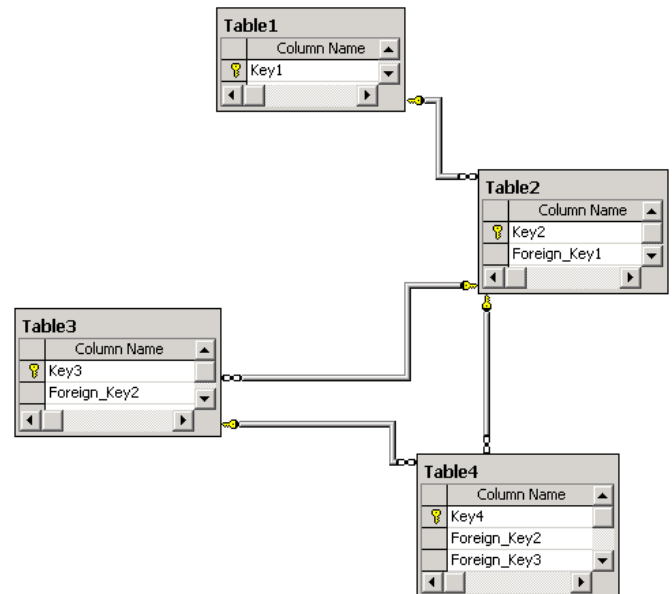 Table1
Column Name
Key1
Table2
Column Name
Key2
Foreign_Key1
Table3
Column Name
Key3
Foreign_Key2
Table4
Column Name
Key4
Foreign_Key2
Foreign_Key3